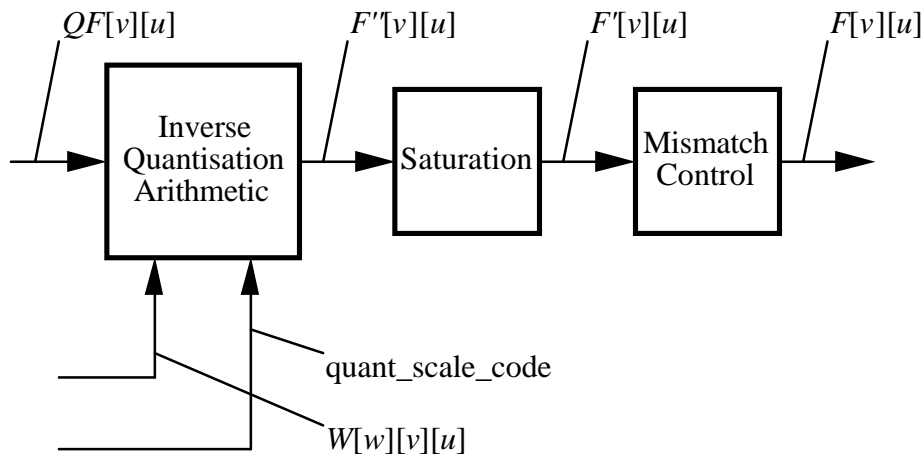 QF[v][u]
F''[v][u]
F'[v][u]
F[v][u]
Inverse
Quantisation
Arithmetic
Saturation
Mismatch
Control
quant_scale_code
W[w][v][u]